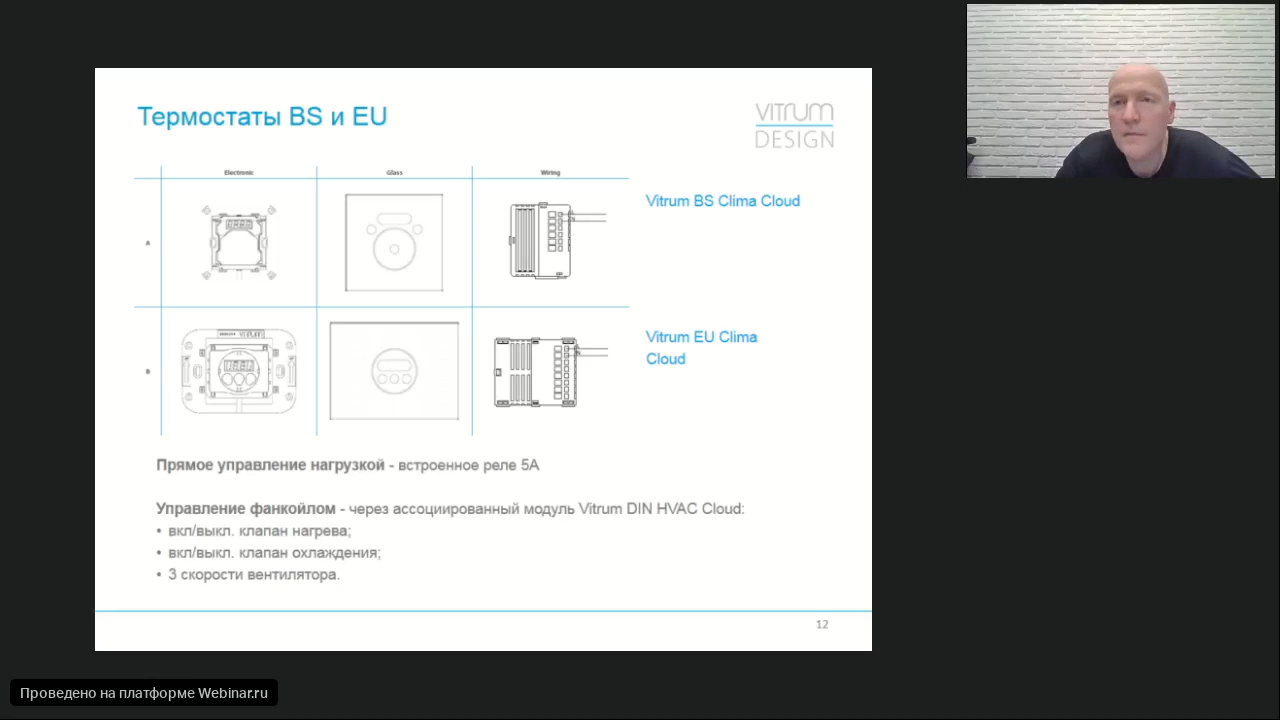 Термостаты BS и EU
VITRUM
DESIGN
Electronic Glass Wiring
A
Vitrum BS Clima Cloud
B
Vitrum EU Clima
Cloud
Прямое управление нагрузкой - встроенное реле 5А
Управление фанкойлом - через ассоциированный модуль Vitrum DIN HVAC Cloud:
• вкл/выкл. клапан нагрева;
• вкл/выкл. клапан охлаждения;
• 3 скорости вентилятора.
12
Проведено на платформе Webinar.ru